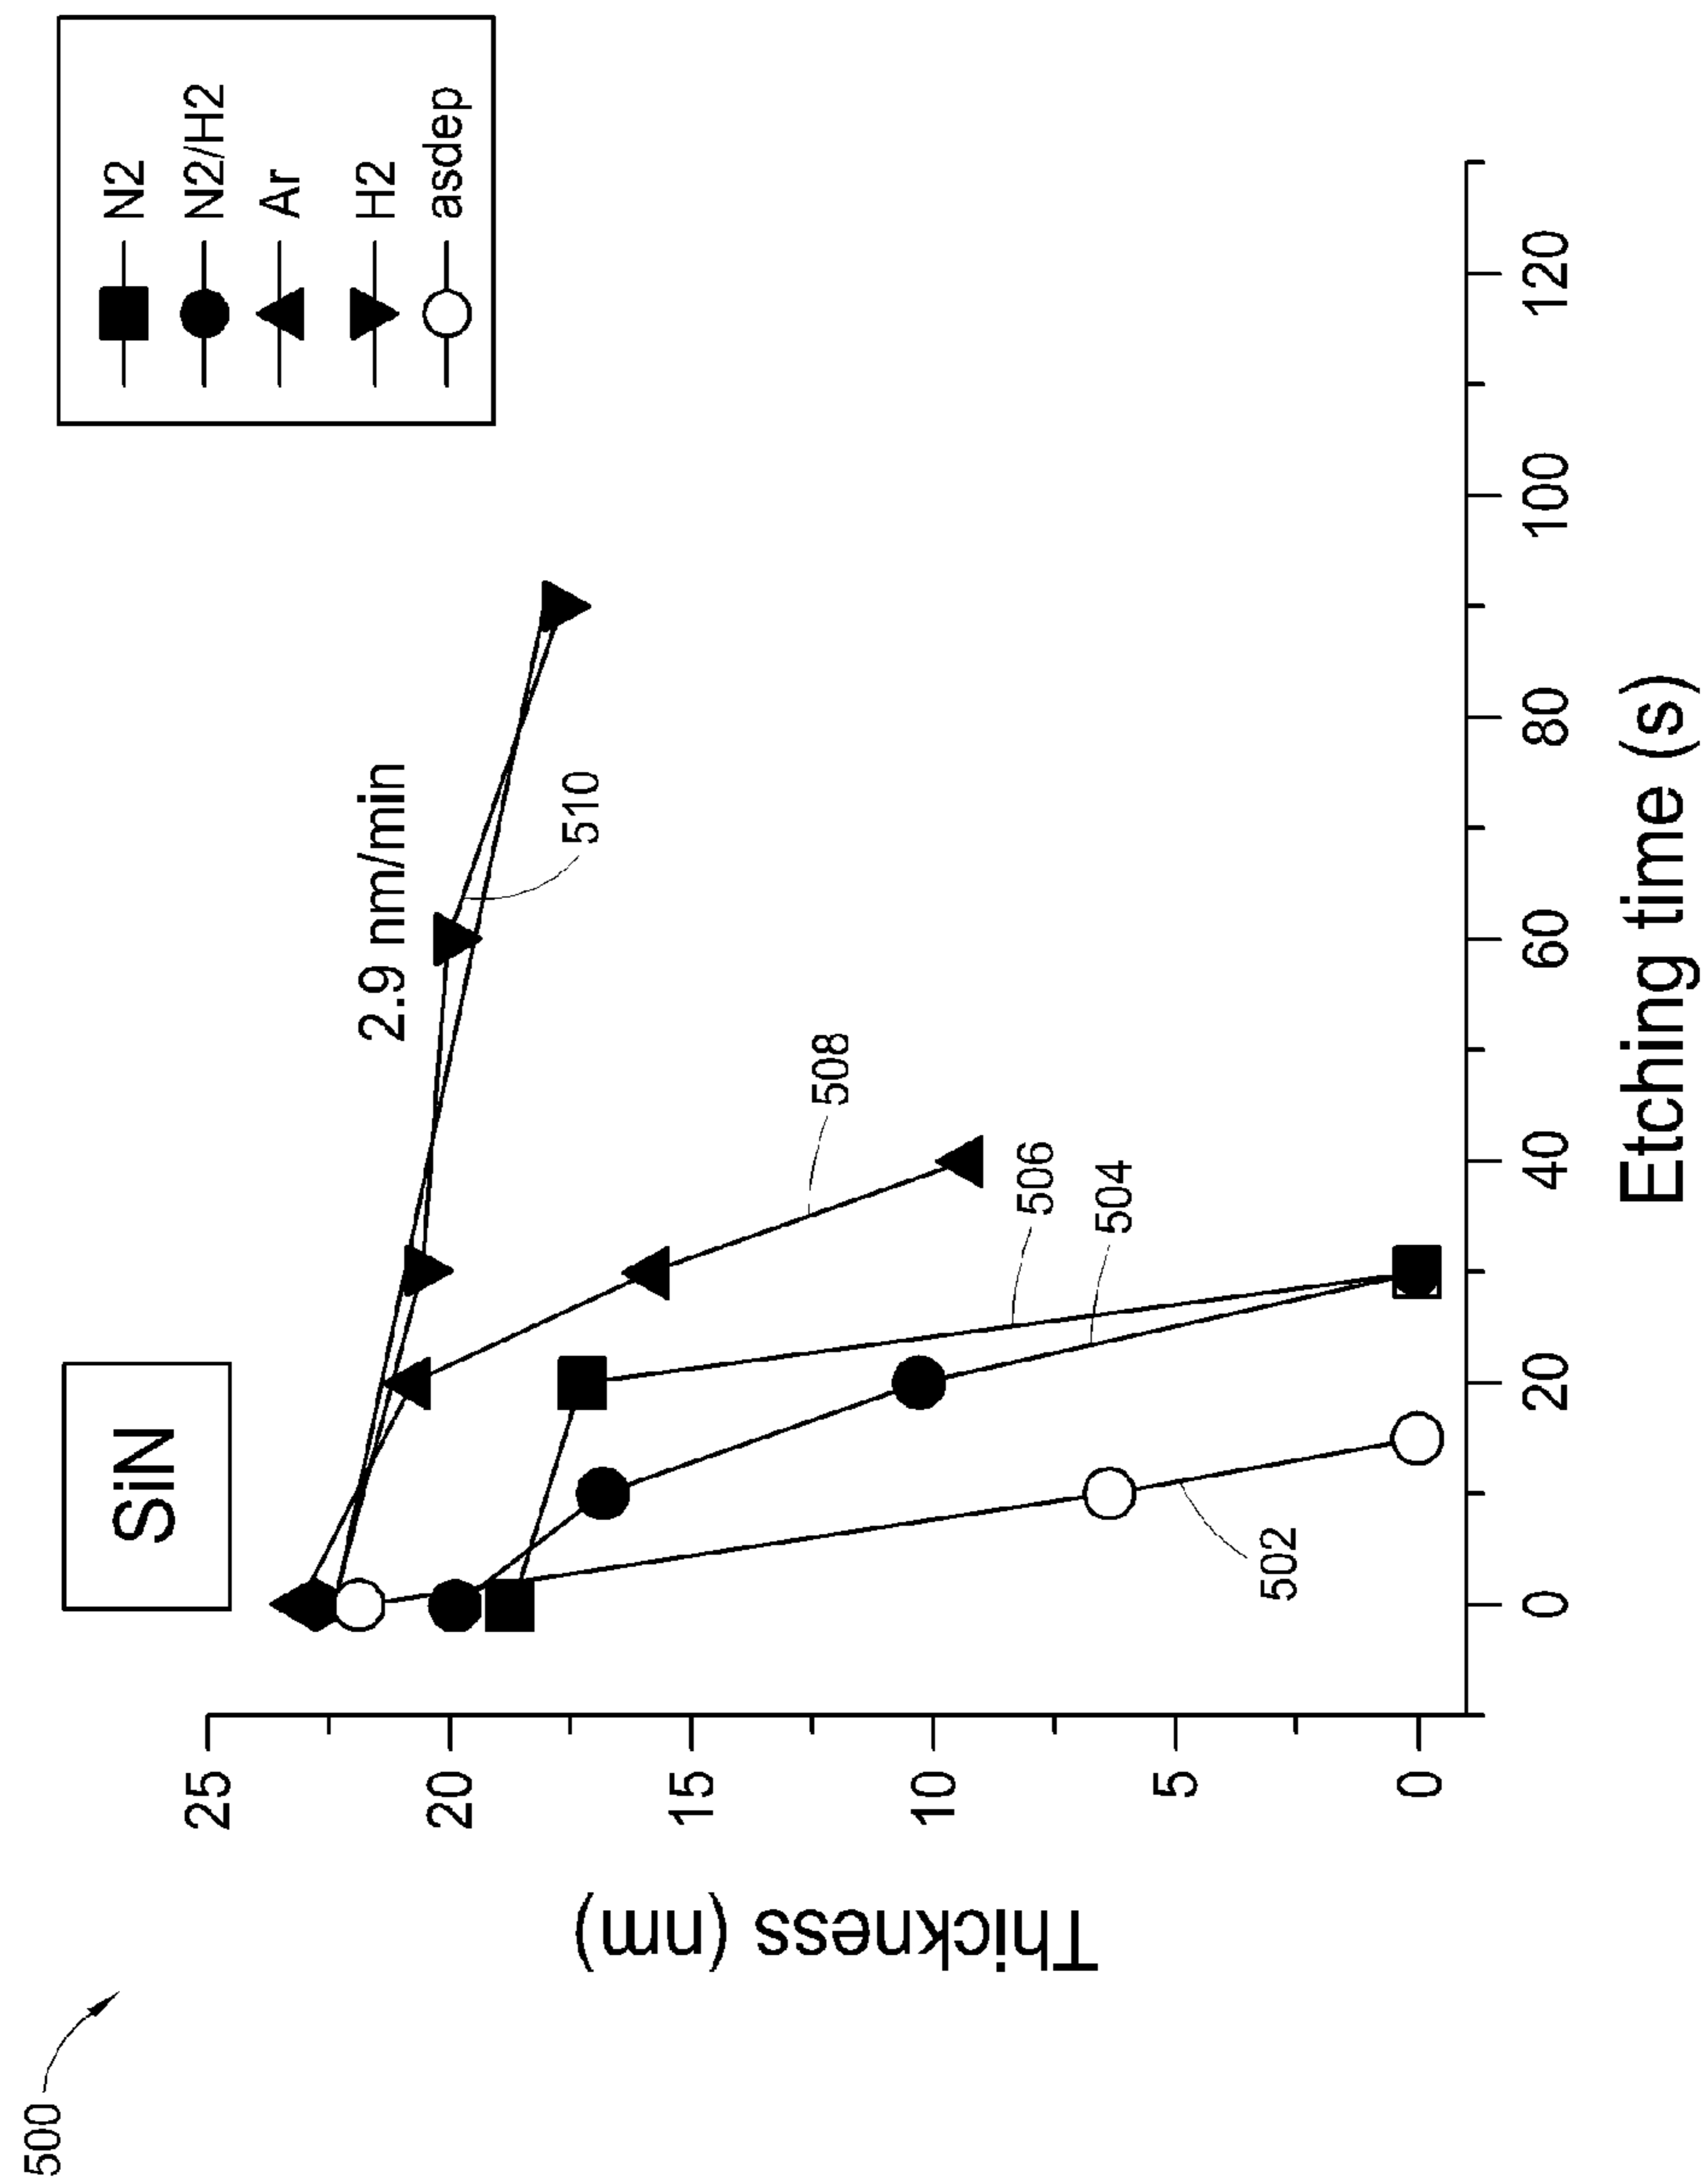 500
SiN
N2
N2/H2
Ar
H2
asdep
2.9 nm/min
510
508
506
504
502
25
20
15
10
5
0
Thickness (nm)
0
20
40
60
80
100
120
Etching time (s)